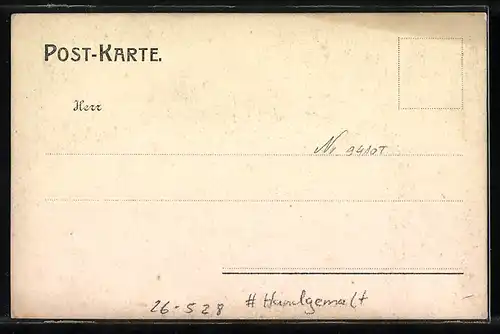 POST-KARTE.
Herr
Nr 9410T
26-528 #Handgemalt